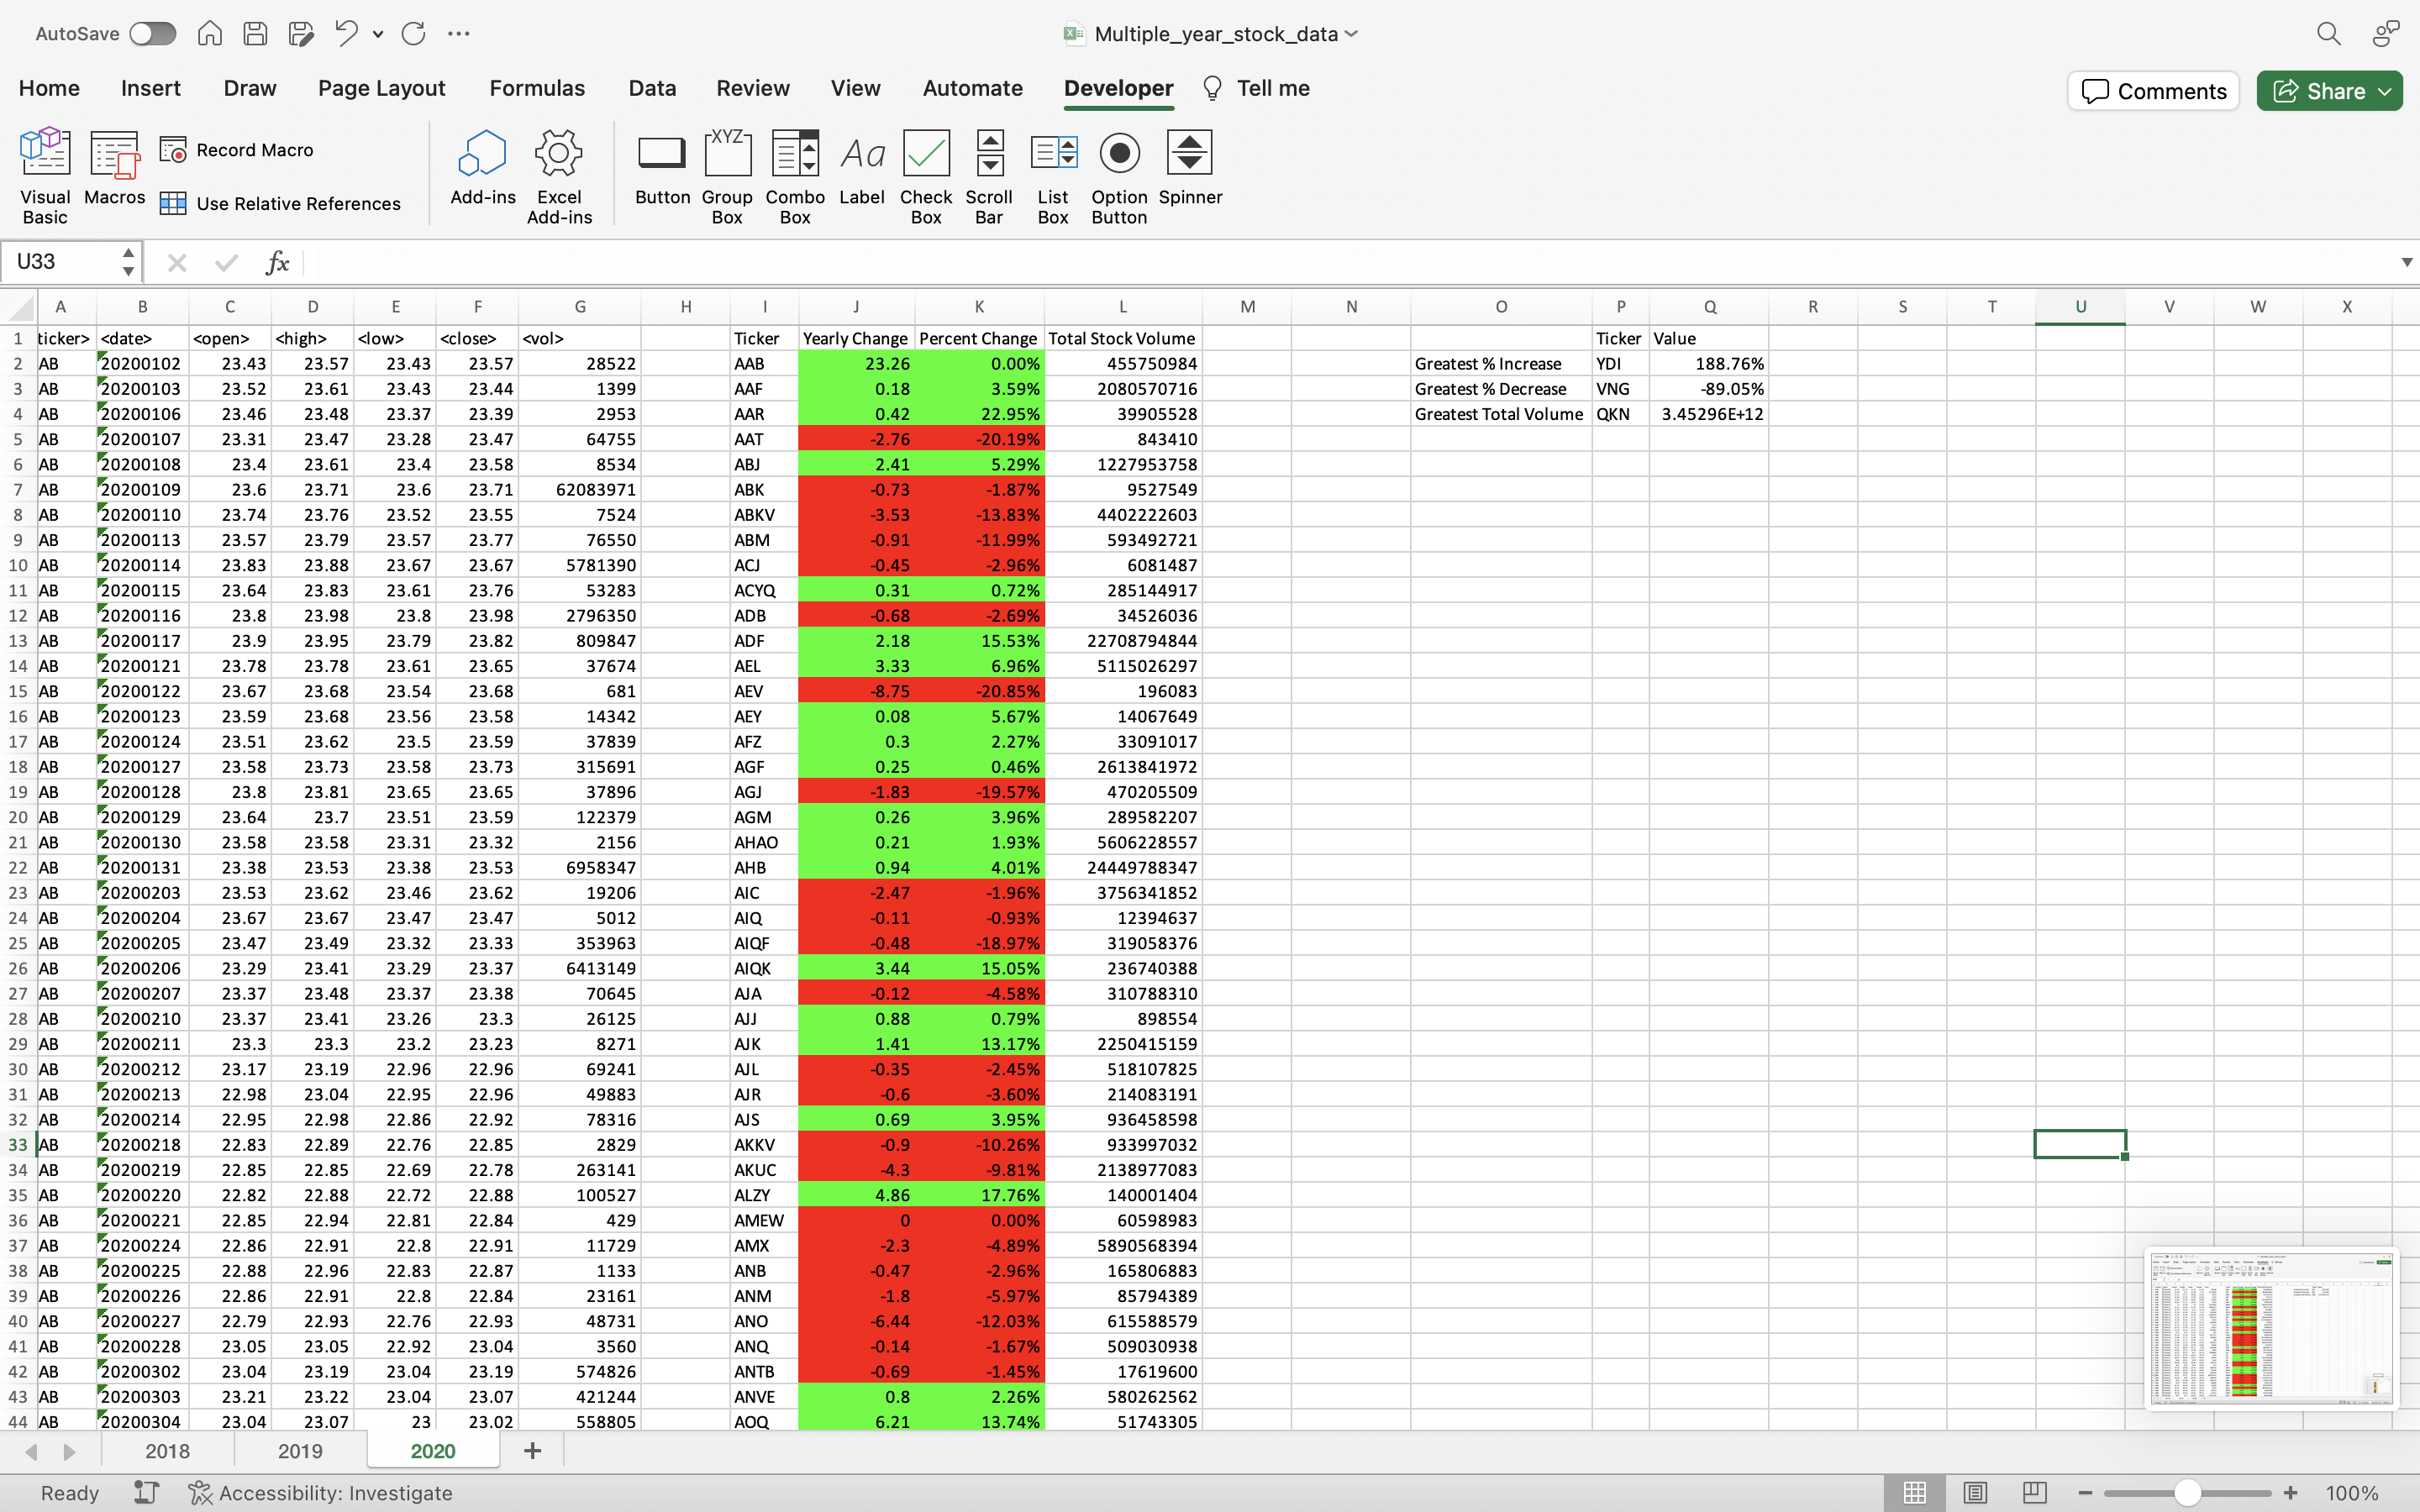 AutoSave Multiple_year_stock_data
Home Insert Draw Page Layout Formulas Data Review View Automate Developer Tell me Comments Share
Visual Basic Macros Record Macro Use Relative References Add-ins Excel Add-ins Button Group Box Combo Box Label Check Box Scroll Bar List Box Option Button Spinner
XYZ Aa
U33 fx
A B C D E F G H I J K L M N O P Q R S T U V W X
1 ticker> <date> <open> <high> <low> <close> <vol> Ticker Yearly Change Percent Change Total Stock Volume Ticker Value
2 AB 20200102 23.43 23.57 23.43 23.57 28522 AAB 23.26 0.00% 455750984 Greatest % Increase YDI 188.76%
3 AB 20200103 23.52 23.61 23.43 23.44 1399 AAF 0.18 3.59% 2080570716 Greatest % Decrease VNG -89.05%
4 AB 20200106 23.46 23.48 23.37 23.39 2953 AAR 0.42 22.95% 39905528 Greatest Total Volume QKN 3.45296E+12
5 AB 20200107 23.31 23.47 23.28 23.47 64755 AAT -2.76 -20.19% 843410
6 AB 20200108 23.4 23.61 23.4 23.58 8534 ABJ 2.41 5.29% 1227953758
7 AB 20200109 23.6 23.71 23.6 23.71 62083971 ABK -0.73 -1.87% 9527549
8 AB 20200110 23.74 23.76 23.52 23.55 7524 ABKV -3.53 -13.83% 4402222603
9 AB 20200113 23.57 23.79 23.57 23.77 76550 ABM -0.91 -11.99% 593492721
10 AB 20200114 23.83 23.88 23.67 23.67 5781390 ACJ -0.45 -2.96% 6081487
11 AB 20200115 23.64 23.83 23.61 23.76 53283 ACYQ 0.31 0.72% 285144917
12 AB 20200116 23.8 23.98 23.8 23.98 2796350 ADB -0.68 -2.69% 34526036
13 AB 20200117 23.9 23.95 23.79 23.82 809847 ADF 2.18 15.53% 22708794844
14 AB 20200121 23.78 23.78 23.61 23.65 37674 AEL 3.33 6.96% 5115026297
15 AB 20200122 23.67 23.68 23.54 23.68 681 AEV -8.75 -20.85% 196083
16 AB 20200123 23.59 23.68 23.56 23.58 14342 AEY 0.08 5.67% 14067649
17 AB 20200124 23.51 23.62 23.5 23.59 37839 AFZ 0.3 2.27% 33091017
18 AB 20200127 23.58 23.73 23.58 23.73 315691 AGF 0.25 0.46% 2613841972
19 AB 20200128 23.8 23.81 23.65 23.65 37896 AGJ -1.83 -19.57% 470205509
20 AB 20200129 23.64 23.7 23.51 23.59 122379 AGM 0.26 3.96% 289582207
21 AB 20200130 23.58 23.58 23.31 23.32 2156 AHAO 0.21 1.93% 5606228557
22 AB 20200131 23.38 23.53 23.38 23.53 6958347 AHB 0.94 4.01% 24449788347
23 AB 20200203 23.53 23.62 23.46 23.62 19206 AIC -2.47 -1.96% 3756341852
24 AB 20200204 23.67 23.67 23.47 23.47 5012 AIQ -0.11 -0.93% 12394637
25 AB 20200205 23.47 23.49 23.32 23.33 353963 AIQF -0.48 -18.97% 319058376
26 AB 20200206 23.29 23.41 23.29 23.37 6413149 AIQK 3.44 15.05% 236740388
27 AB 20200207 23.37 23.48 23.37 23.38 70645 AJA -0.12 -4.58% 310788310
28 AB 20200210 23.37 23.41 23.26 23.3 26125 AJJ 0.88 0.79% 898554
29 AB 20200211 23.3 23.3 23.2 23.23 8271 AJK 1.41 13.17% 2250415159
30 AB 20200212 23.17 23.19 22.96 22.96 69241 AJL -0.35 -2.45% 518107825
31 AB 20200213 22.98 23.04 22.95 22.96 49883 AJR -0.6 -3.60% 214083191
32 AB 20200214 22.95 22.98 22.86 22.92 78316 AJS 0.69 3.95% 936458598
33 AB 20200218 22.83 22.89 22.76 22.85 2829 AKKV -0.9 -10.26% 933997032
34 AB 20200219 22.85 22.85 22.69 22.78 263141 AKUC -4.3 -9.81% 2138977083
35 AB 20200220 22.82 22.88 22.72 22.88 100527 ALZY 4.86 17.76% 140001404
36 AB 20200221 22.85 22.94 22.81 22.84 429 AMEW 0 0.00% 60598983
37 AB 20200224 22.86 22.91 22.8 22.91 11729 AMX -2.3 -4.89% 5890568394
38 AB 20200225 22.88 22.96 22.83 22.87 1133 ANB -0.47 -2.96% 165806883
39 AB 20200226 22.86 22.91 22.8 22.84 23161 ANM -1.8 -5.97% 85794389
40 AB 20200227 22.79 22.93 22.76 22.93 48731 ANO -6.44 -12.03% 615588579
41 AB 20200228 23.05 23.05 22.92 23.04 3560 ANQ -0.14 -1.67% 509030938
42 AB 20200302 23.04 23.19 23.04 23.19 574826 ANTB -0.69 -1.45% 17619600
43 AB 20200303 23.21 23.22 23.04 23.07 421244 ANVE 0.8 2.26% 580262562
44 AB 20200304 23.04 23.07 23 23.02 558805 AOQ 6.21 13.74% 51743305
2018 2019 2020
Ready Accessibility: Investigate 100%